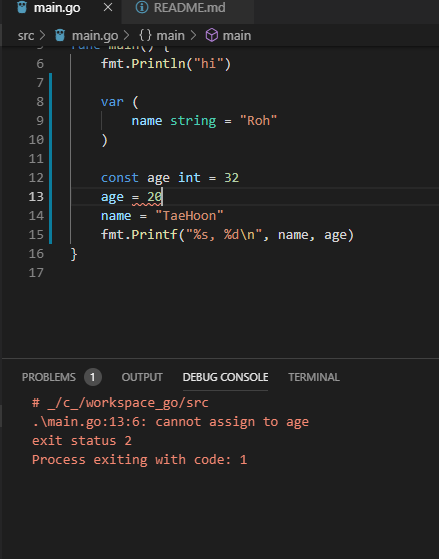 main.go × README.md
src > main.go > {} main > main
5 func main() {
6 fmt.Println("hi")
7
8 var (
9 name string = "Roh"
10 )
11
12 const age int = 32
13 age = 20
14 name = "TaeHoon"
15 fmt.Printf("%s, %d\n", name, age)
16 }
17
PROBLEMS 1 OUTPUT DEBUG CONSOLE TERMINAL
# _/c_/workspace_go/src
.\main.go:13:6: cannot assign to age
exit status 2
Process exiting with code: 1